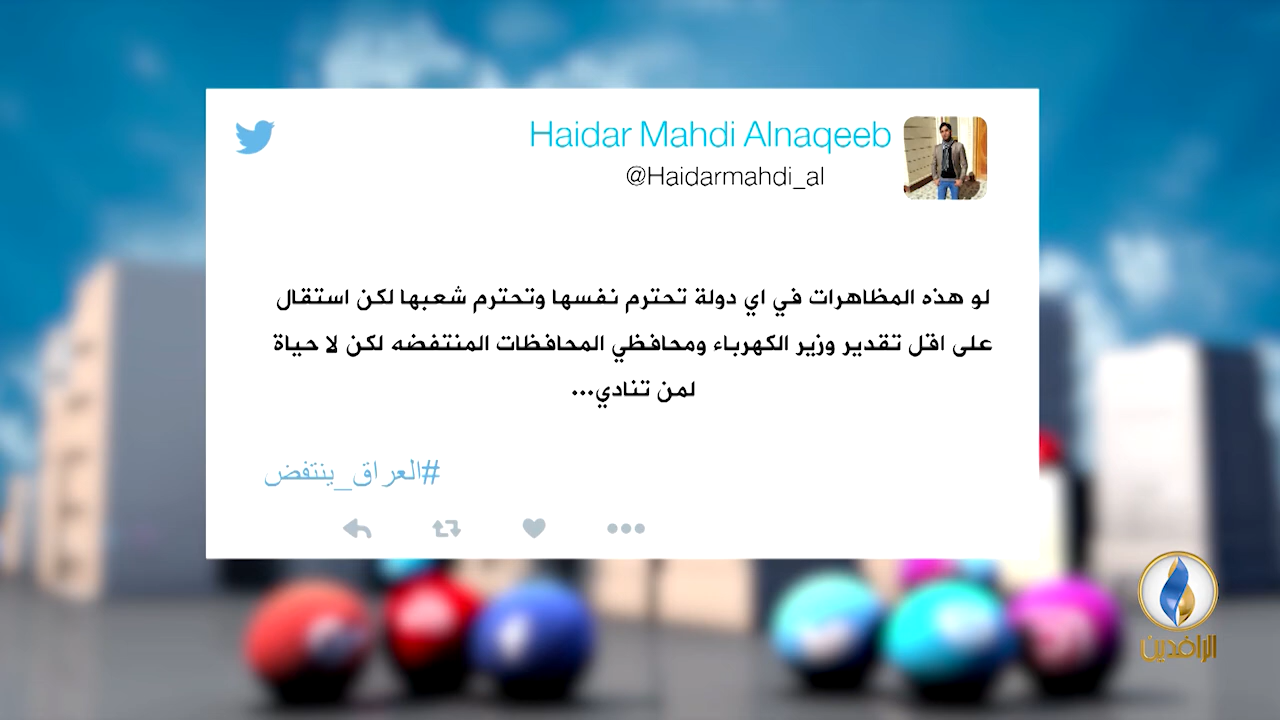 Haidar Mahdi Alnaqeeb
@Haidarmahdi_al
لو هذه المظاهرات في اي دولة تحترم نفسها وتحترم شعبها لكن استقال
على اقل تقدير وزير الكهرباء ومحافظي المحافظات المنتفضه لكن لا حياة
لمن تنادي...
#العراق_ينتفض
الرافدين